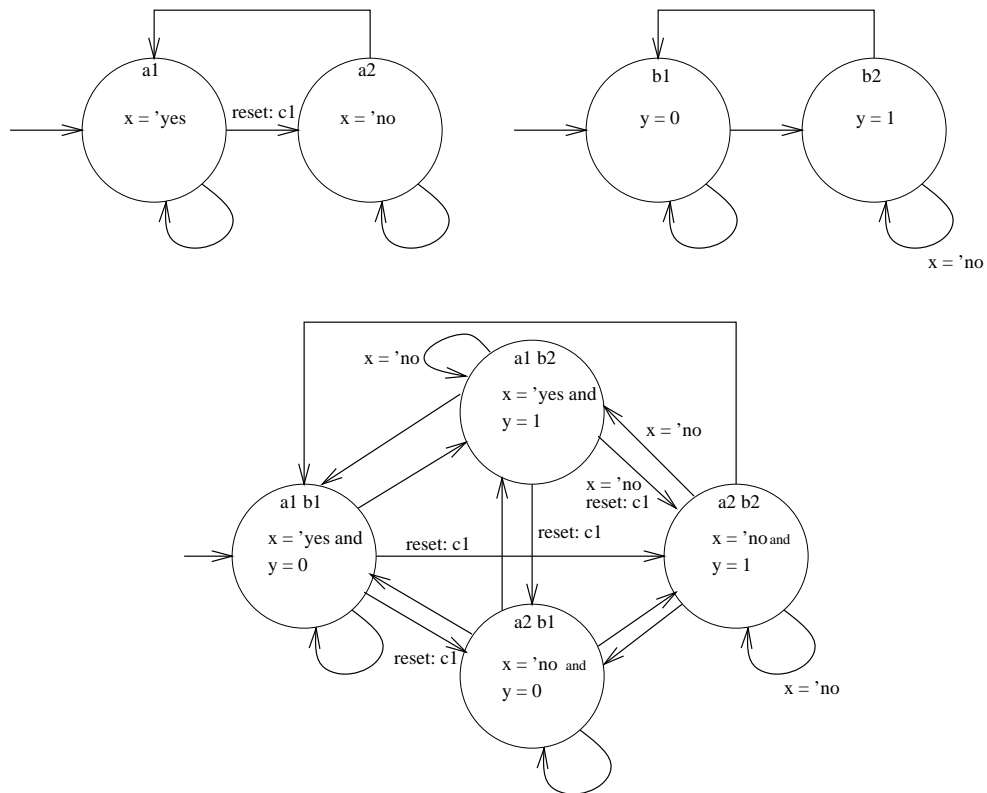 a1
x = ’yes
reset: c1
a2
x = ’no
b1
y = 0
b2
y = 1
x = ’no
x = ’no
a1 b2
x = ’yes and
y = 1
x = ’no
x = ’no
reset: c1
a1 b1
x = ’yes and
y = 0
reset: c1
reset: c1
a2 b2
x = ’no and
y = 1
reset: c1
a2 b1
x = ’no and
y = 0
x = ’no